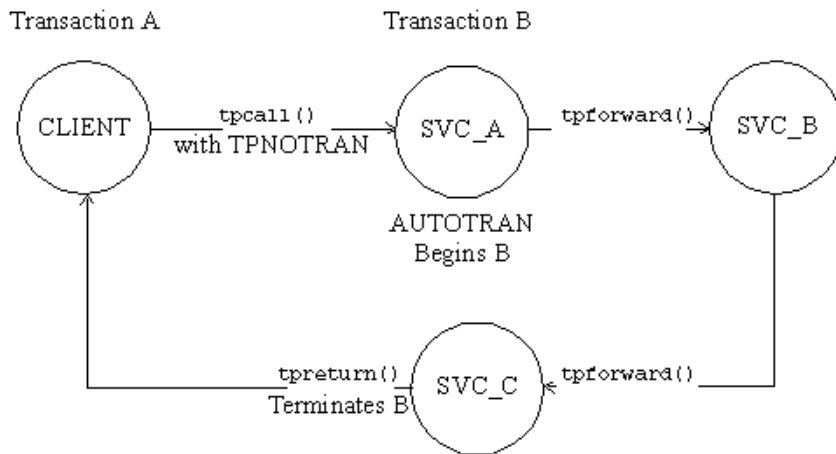 Transaction A
Transaction B
CLIENT
tpcall()
with TPNOTRAN
SVC_A
tpforward()
SVC_B
AUTOTRAN
Begins B
tpreturn()
Terminates B
SVC_C
tpforward()